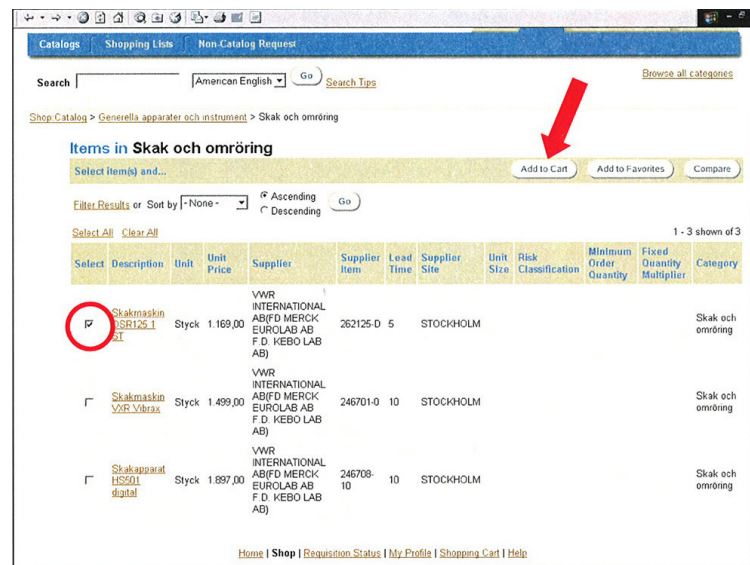 Catalogs Shopping Lists Non-Catalog Request
Search American English Go Search Tips Browse all categories
Shop Catalog > Generella apparater och instrument > Skak och omröring
Items in Skak och omröring
Select item(s) and... Add to Cart Add to Favorites Compare
Filter Results or Sort by - None - Ascending Go
Descending
Select All Clear All 1 - 3 shown of 3
Select Description Unit Unit Price Supplier Supplier Item Lead Time Supplier Site Unit Size Risk Classification Minimum Order Quantity Fixed Quantity Multiplier Category
VWR
INTERNATIONAL
Skakmaskin AB(FD MERCK Skak och
DSR125 1 Styck 1.169,00 EUROLAB AB 262125-D 5 STOCKHOLM omröring
ST F.D. KEBO LAB
AB)
VWR
INTERNATIONAL
Skakmaskin AB(FD MERCK Skak och
VXR Vibrax Styck 1.499,00 EUROLAB AB 246701-0 10 STOCKHOLM omröring
F.D. KEBO LAB
AB)
VWR
INTERNATIONAL
Skakapparat AB(FD MERCK 246708- Skak och
HS501 Styck 1.897,00 EUROLAB AB 10 10 STOCKHOLM omröring
digital F.D. KEBO LAB
AB)
Home | Shop | Requisition Status | My Profile | Shopping Cart | Help